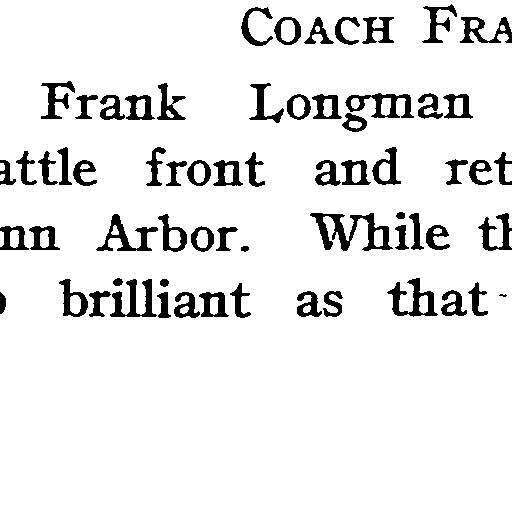 COACH FRA
Frank Longman
attle front and ret
nn Arbor. While th
brilliant as that